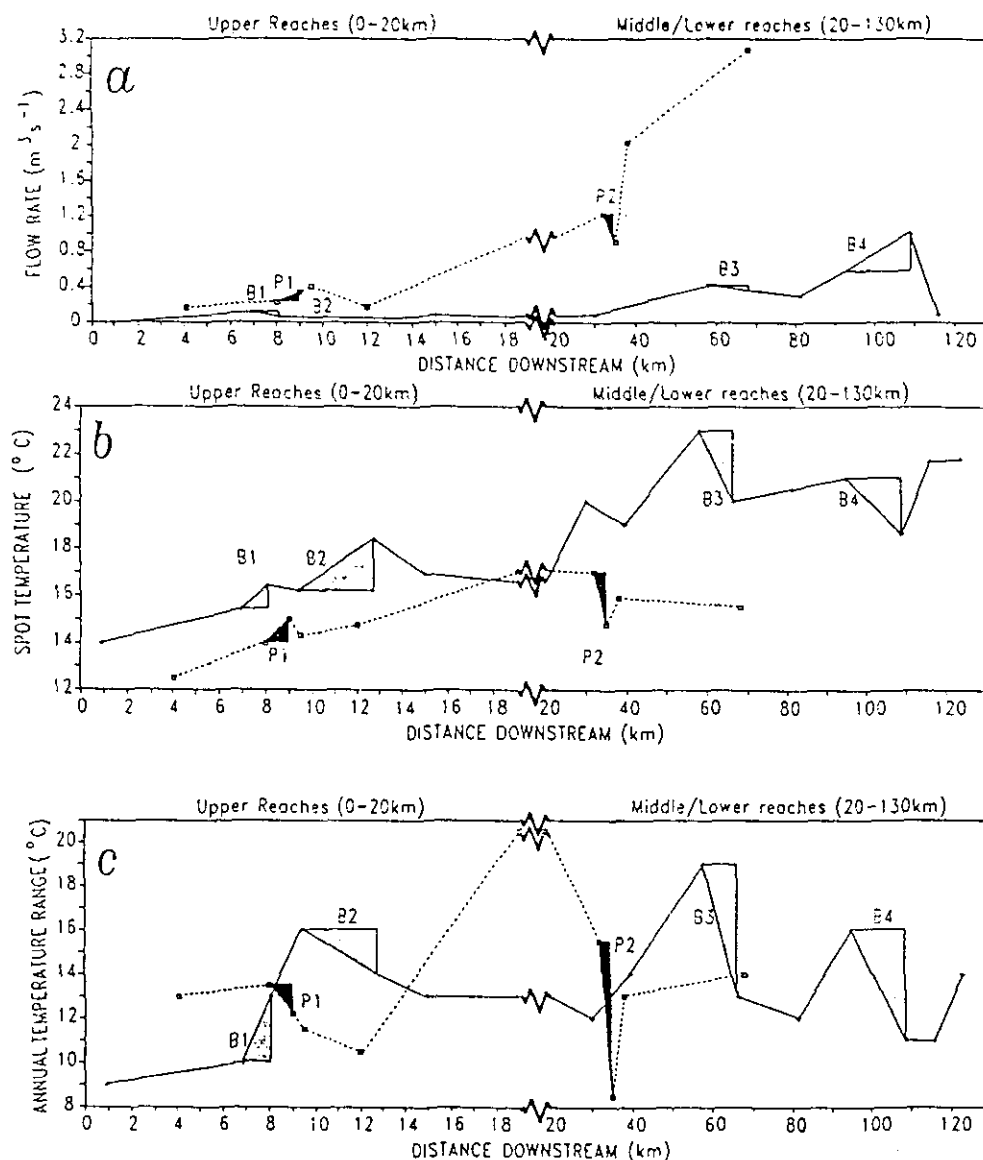 Upper Reaches (0-20km) Middle/Lower reaches (20-130km)
a
FLOW RATE (m³s⁻¹)
3.2
2.8
2.4
2.0
1.6
1.2
0.8
0.4
0
B1 P1 B2 P2 B3 B4
0 2 4 6 8 10 12 14 16 18 20 40 60 80 100 120
DISTANCE DOWNSTREAM (km)
Upper Reaches (0-20km) Middle/Lower reaches (20-130km)
b
SPOT TEMPERATURE (°C)
24
22
20
18
16
14
12
B1 B2 P1 P2 B3 B4
0 2 4 6 8 10 12 14 16 18 20 40 60 80 100 120
DISTANCE DOWNSTREAM (km)
Upper Reaches (0-20km) Middle/Lower reaches (20-130km)
c
ANNUAL TEMPERATURE RANGE (°C)
20
18
16
14
12
10
8
B1 B2 P1 P2 B3 B4
0 2 4 6 8 10 12 14 16 18 20 40 60 80 100 120
DISTANCE DOWNSTREAM (km)